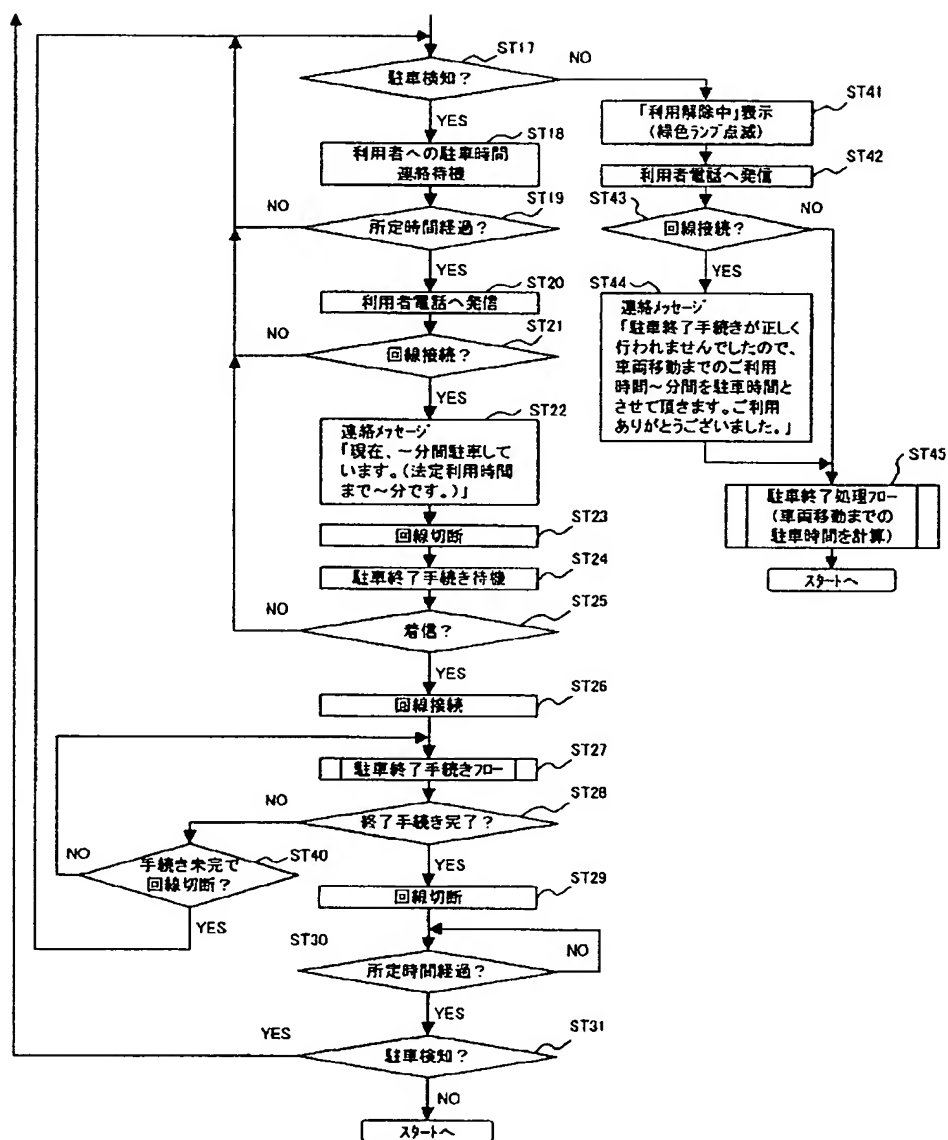 ST17
駐車検知？
NO
YES
ST18
利用者への駐車時間
連絡待機
ST19
所定時間経過？
NO
YES
ST20
利用者電話へ発信
ST21
回線接続？
NO
YES
ST22
連絡メッセージ
「現在、～分間駐車して
います。（法定利用時間
まで～分です。）」
ST23
回線切断
ST24
駐車終了手続き待機
ST25
着信？
NO
YES
ST26
回線接続
ST27
駐車終了手続きフロー
ST28
終了手続き完了？
NO
YES
ST40
手続き未完で
回線切断？
NO
YES
ST29
回線切断
ST30
所定時間経過？
NO
YES
ST31
駐車検知？
YES
NO
スタートへ
ST41
「利用解除中」表示
（緑色ランプ点滅）
ST42
利用者電話へ発信
ST43
回線接続？
NO
YES
ST44
連絡メッセージ
「駐車終了手続きが正しく
行われませんでしたので、
車両移動までのご利用
時間～分間を駐車時間と
させて頂きます。ご利用
ありがとうございました。」
ST45
駐車終了処理フロー
（車両移動までの
駐車時間を計算）
スタートへ